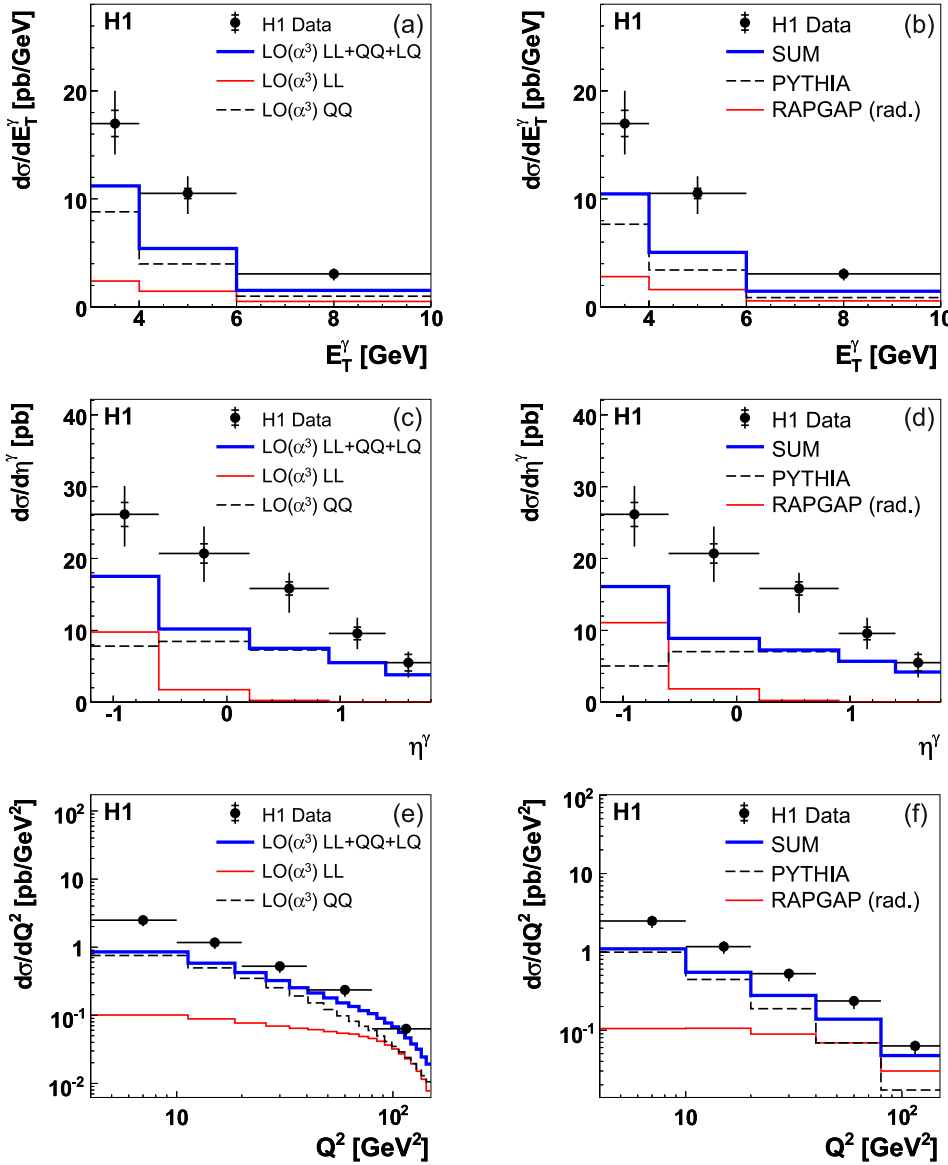 H1
(a)
H1 Data
LO(α³) LL+QQ+LQ
LO(α³) LL
LO(α³) QQ
dσ/dE_T^γ [pb/GeV]
20
10
0
4 6 8 10
E_T^γ [GeV]
H1
(b)
H1 Data
SUM
PYTHIA
RAPGAP (rad.)
dσ/dE_T^γ [pb/GeV]
20
10
0
4 6 8 10
E_T^γ [GeV]
H1
(c)
H1 Data
LO(α³) LL+QQ+LQ
LO(α³) LL
LO(α³) QQ
dσ/dη^γ [pb]
40
30
20
10
0
-1 0 1
η^γ
H1
(d)
H1 Data
SUM
PYTHIA
RAPGAP (rad.)
dσ/dη^γ [pb]
40
30
20
10
0
-1 0 1
η^γ
H1
(e)
H1 Data
LO(α³) LL+QQ+LQ
LO(α³) LL
LO(α³) QQ
dσ/dQ² [pb/GeV²]
10²
10
1
10⁻¹
10⁻²
10 10²
Q² [GeV²]
H1
(f)
H1 Data
SUM
PYTHIA
RAPGAP (rad.)
dσ/dQ² [pb/GeV²]
10²
10
1
10⁻¹
10 10²
Q² [GeV²]